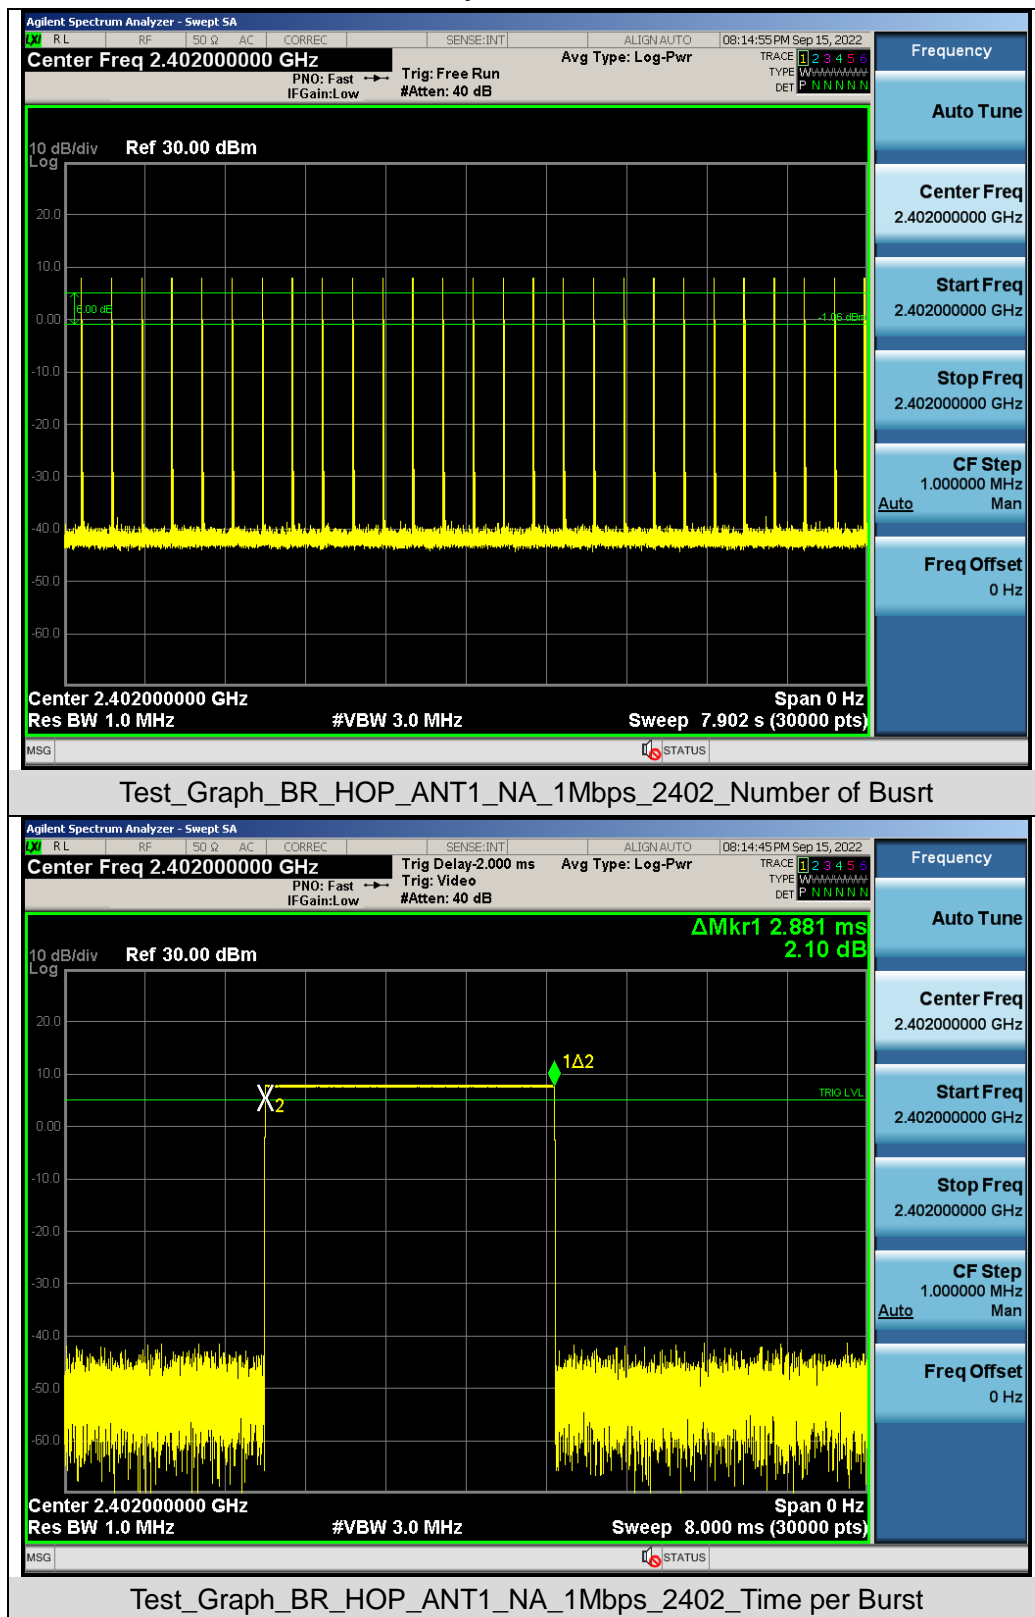 Agilent Spectrum Analyzer - Swept SA
LXI RL RF 50 Ω AC CORREC SENSE:INT ALIGN AUTO 08:14:55 PM Sep 15, 2022
Center Freq 2.402000000 GHz
PNO: Fast
IFGain:Low
Trig: Free Run
#Atten: 40 dB
Avg Type: Log-Pwr
TRACE 1 2 3 4 5 6
TYPE WWWWWW
DET P N N N N N
Frequency
Auto Tune
Center Freq
2.402000000 GHz
Start Freq
2.402000000 GHz
Stop Freq
2.402000000 GHz
CF Step
1.000000 MHz
Auto Man
Freq Offset
0 Hz
10 dB/div Ref 30.00 dBm
Log
20.0
10.0
6.00 dB
0.00
-1.06 dBm
-10.0
-20.0
-30.0
-40.0
-50.0
-60.0
Center 2.402000000 GHz Span 0 Hz
Res BW 1.0 MHz #VBW 3.0 MHz Sweep 7.902 s (30000 pts)
MSG STATUS
Test_Graph_BR_HOP_ANT1_NA_1Mbps_2402_Number of Busrt
Agilent Spectrum Analyzer - Swept SA
LXI RL RF 50 Ω AC CORREC SENSE:INT ALIGN AUTO 08:14:45 PM Sep 15, 2022
Center Freq 2.402000000 GHz
PNO: Fast
IFGain:Low
Trig Delay-2.000 ms
Trig: Video
#Atten: 40 dB
Avg Type: Log-Pwr
TRACE 1 2 3 4 5 6
TYPE WWWWWW
DET P N N N N N
Frequency
Auto Tune
Center Freq
2.402000000 GHz
Start Freq
2.402000000 GHz
Stop Freq
2.402000000 GHz
CF Step
1.000000 MHz
Auto Man
Freq Offset
0 Hz
ΔMkr1 2.881 ms
2.10 dB
10 dB/div Ref 30.00 dBm
Log
20.0
10.0
1Δ2
X2
TRIG LVL
0.00
-10.0
-20.0
-30.0
-40.0
-50.0
-60.0
Center 2.402000000 GHz Span 0 Hz
Res BW 1.0 MHz #VBW 3.0 MHz Sweep 8.000 ms (30000 pts)
MSG STATUS
Test_Graph_BR_HOP_ANT1_NA_1Mbps_2402_Time per Burst